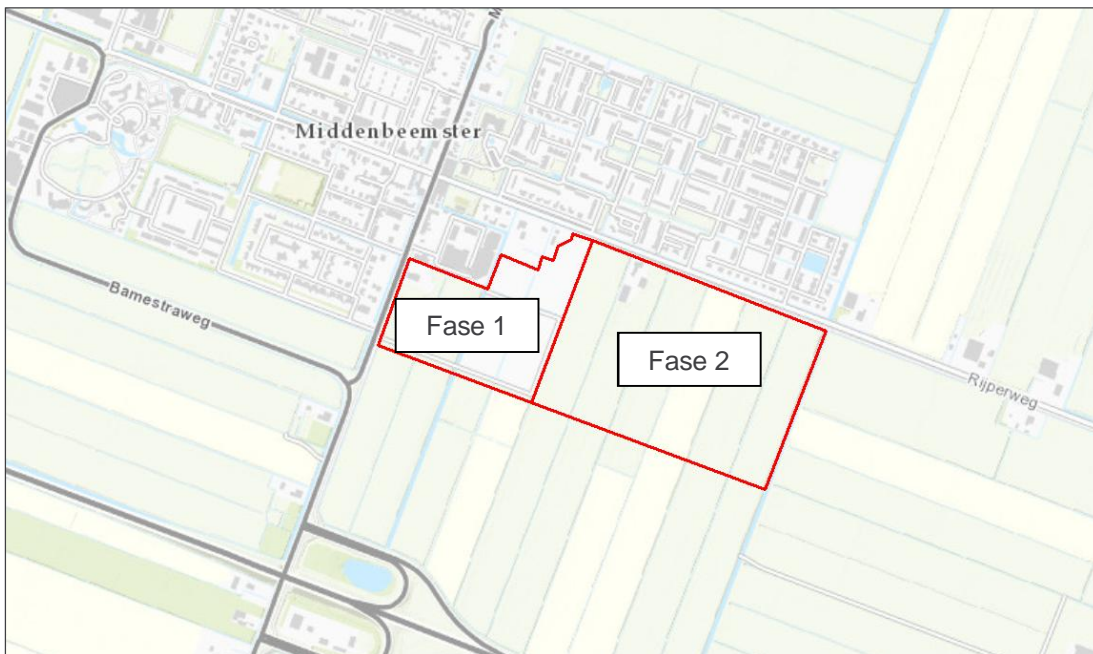 M
Middenbeemster
Bamestraweg
Fase 1
Fase 2
Rijperweg